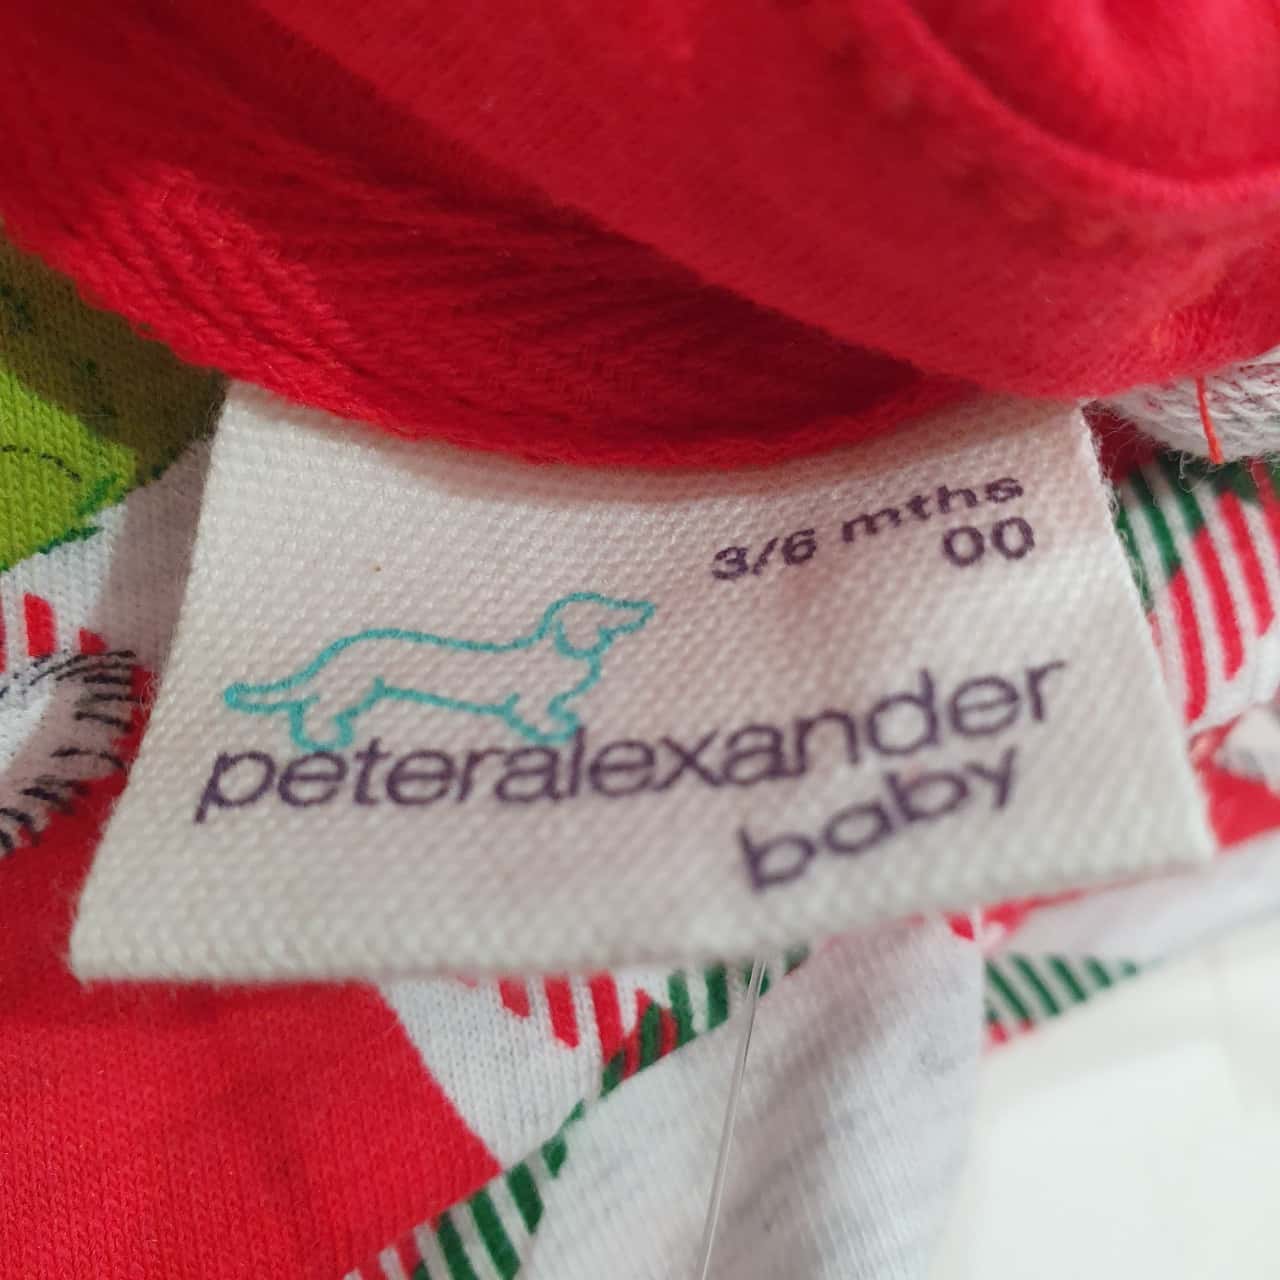 3/6 mths
00
peteralexander
baby